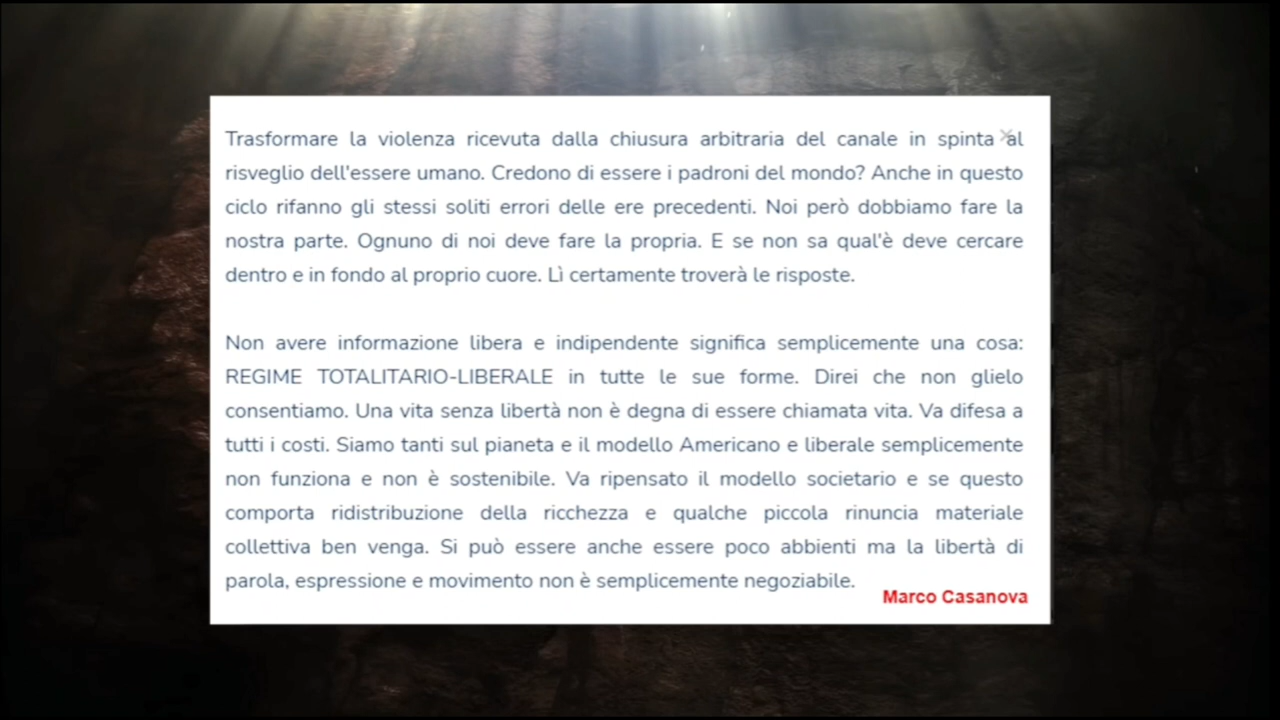 Trasformare la violenza ricevuta dalla chiusura arbitraria del canale in spinta al
risveglio dell'essere umano. Credono di essere i padroni del mondo? Anche in questo
ciclo rifanno gli stessi soliti errori delle ere precedenti. Noi però dobbiamo fare la
nostra parte. Ognuno di noi deve fare la propria. E se non sa qual'è deve cercare
dentro e in fondo al proprio cuore. Lì certamente troverà le risposte.

Non avere informazione libera e indipendente significa semplicemente una cosa:
REGIME TOTALITARIO-LIBERALE in tutte le sue forme. Direi che non glielo
consentiamo. Una vita senza libertà non è degna di essere chiamata vita. Va difesa a
tutti i costi. Siamo tanti sul pianeta e il modello Americano e liberale semplicemente
non funziona e non è sostenibile. Va ripensato il modello societario e se questo
comporta ridistribuzione della ricchezza e qualche piccola rinuncia materiale
collettiva ben venga. Si può essere anche essere poco abbienti ma la libertà di
parola, espressione e movimento non è semplicemente negoziabile.
Marco Casanova